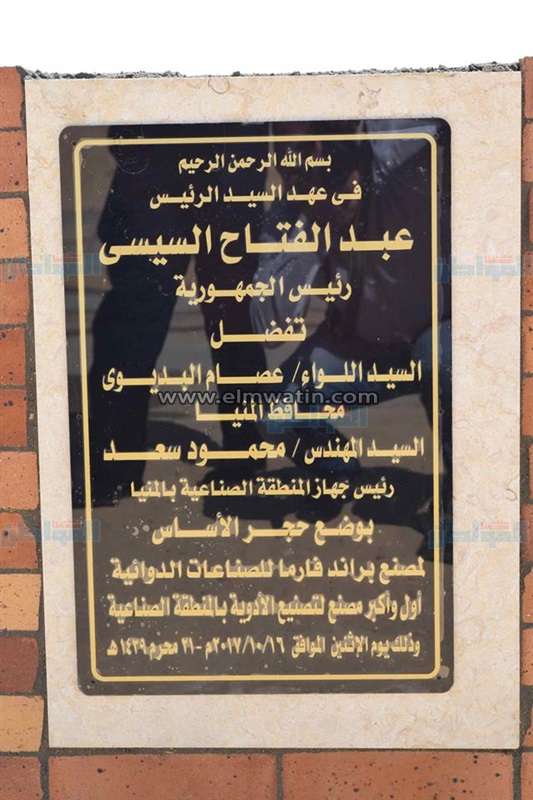 بسم الله الرحمن الرحيم
فى عهد السيد الرئيس
عبد الفتاح السيسى
رئيس الجمهورية
تفضل
السيد اللواء/ عصام البديوى
محافظ المنيا
www.elmwatin.com
السيد المهندس / محمود سعد
رئيس جهاز المنطقة الصناعية بالمنيا
بوضع حجر الأساس
لمصنع براند فارما للصناعات الدوائية
أول وأكبر مصنع لتصنيع الأدوية بالمنطقة الصناعية
وذلك يوم الإثنين الموافق ٢٠١٧/١٠/١٦م - ٢٦ محرم ١٤٣٩ هـ